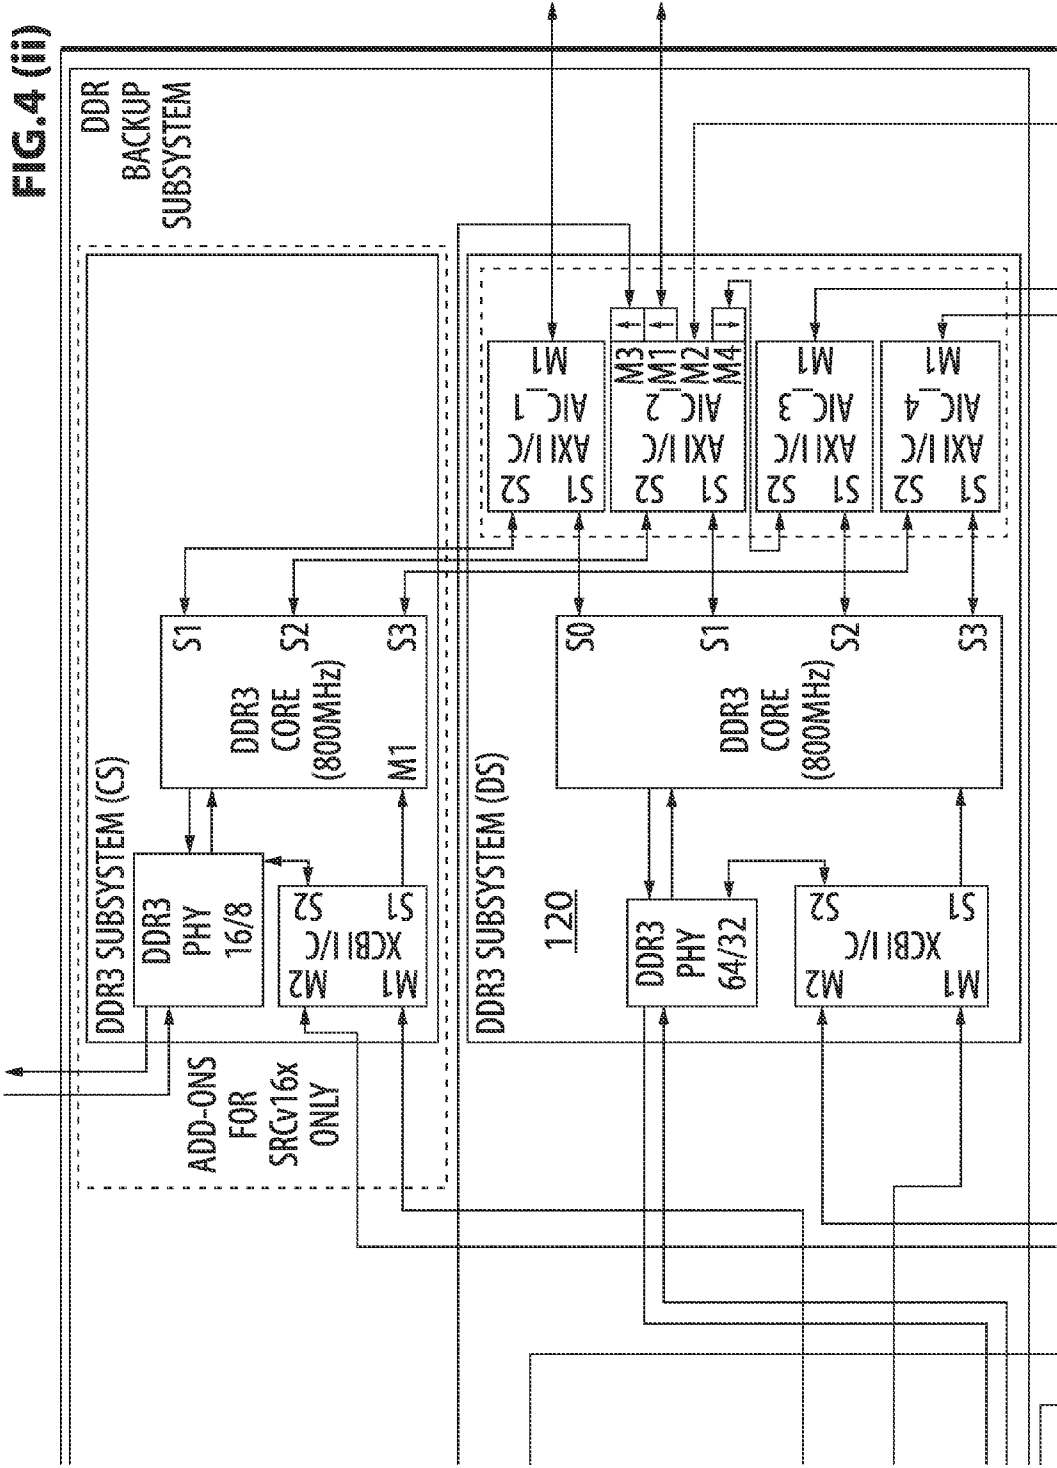 FIG.4 (ii)
DDR
BACKUP
SUBSYSTEM
DDR3 SUBSYSTEM (CS)
DDR3
PHY
16/8
XCBI I/C
M2
M1
S2
S1
DDR3
CORE
(800MHz)
M1
S1
S2
S3
ADD-ONS
FOR
SRCv16x
ONLY
DDR3 SUBSYSTEM (DS)
120
DDR3
PHY
64/32
XCBI
I/C
M2
M1
S2
S1
DDR3
CORE
(800MHz)
S0
S1
S2
S3
AXI I/C
AIC_1
M1
S2
S1
AXI I/C
AIC_2
M3
M1
M2
M4
S2
S1
AXI I/C
AIC_3
M1
S2
S1
AXI I/C
AIC_4
M1
S2
S1